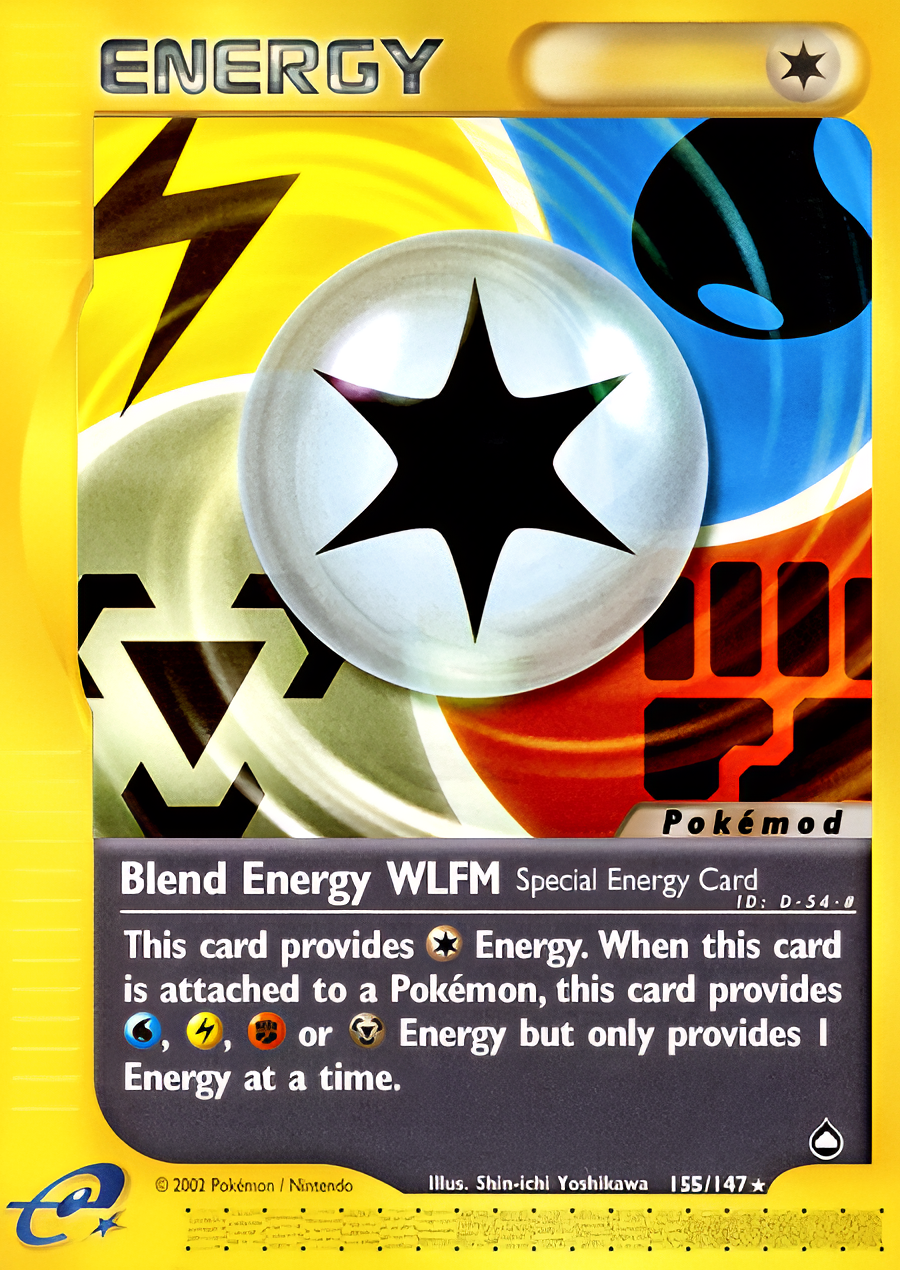 ENERGY
Pokémod
Blend Energy WLFM Special Energy Card
ID: D-54-0
This card provides Energy. When this card
is attached to a Pokémon, this card provides
, , or Energy but only provides 1
Energy at a time.
© 2002 Pokémon / Nintendo Illus. Shin-ichi Yoshikawa 155/147 ★